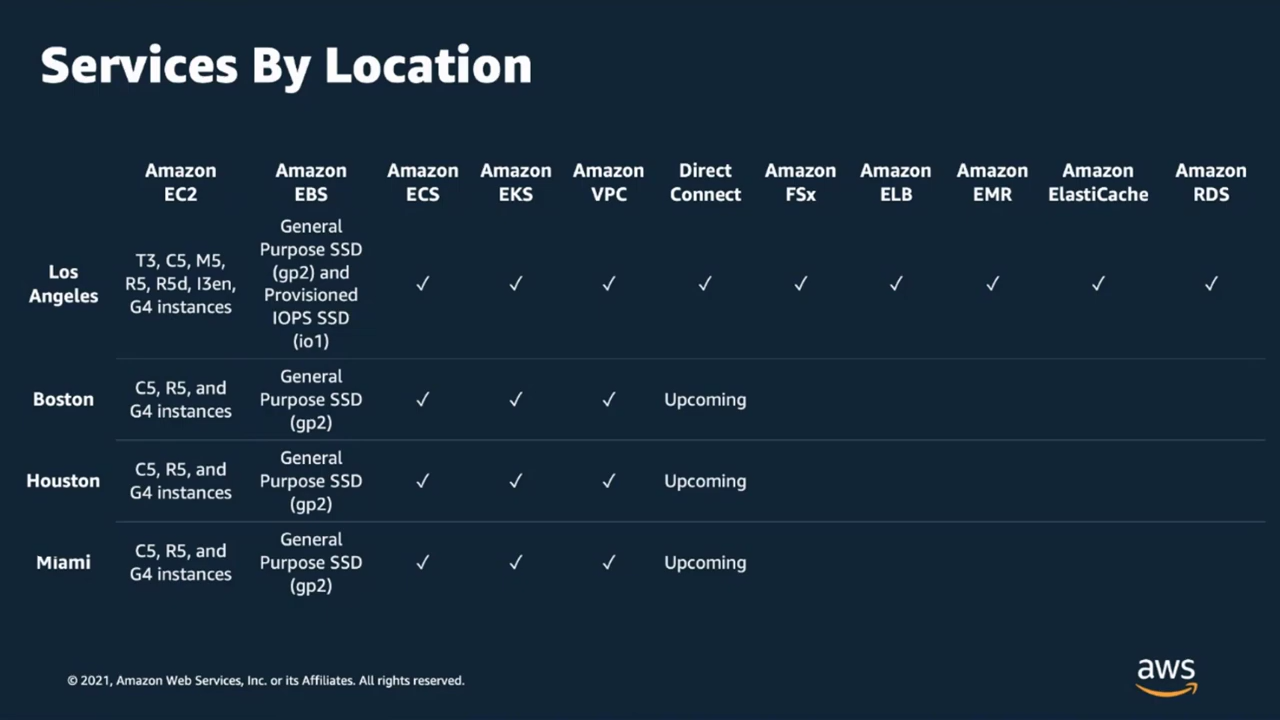 Services By Location
Amazon EC2 Amazon EBS Amazon ECS Amazon EKS Amazon VPC Direct Connect Amazon FSx Amazon ELB Amazon EMR Amazon ElastiCache Amazon RDS
Los Angeles
T3, C5, M5,
R5, R5d, I3en,
G4 instances
General
Purpose SSD
(gp2) and
Provisioned
IOPS SSD
(io1)
✓ ✓ ✓ ✓ ✓ ✓ ✓ ✓ ✓
Boston
C5, R5, and
G4 instances
General
Purpose SSD
(gp2)
✓ ✓ ✓ Upcoming
Houston
C5, R5, and
G4 instances
General
Purpose SSD
(gp2)
✓ ✓ ✓ Upcoming
Miami
C5, R5, and
G4 instances
General
Purpose SSD
(gp2)
✓ ✓ ✓ Upcoming
© 2021, Amazon Web Services, Inc. or its Affiliates. All rights reserved.
aws